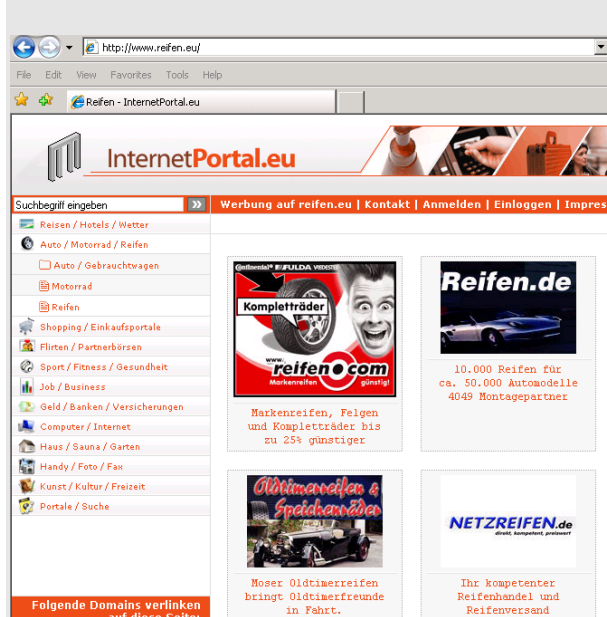 http://www.reifen.eu/
File Edit View Favorites Tools Help
Reifen - InternetPortal.eu
InternetPortal.eu
Suchbegriff eingeben
Werbung auf reifen.eu | Kontakt | Anmelden | Einloggen | Impres
Reisen / Hotels / Wetter
Auto / Motorrad / Reifen
Auto / Gebrauchtwagen
Motorrad
Reifen
Shopping / Einkaufsportale
Flirten / Partnerbörsen
Sport / Fitness / Gesundheit
Job / Business
Geld / Banken / Versicherungen
Computer / Internet
Haus / Sauna / Garten
Handy / Foto / Fax
Kunst / Kultur / Freizeit
Portale / Suche
Folgende Domains verlinken
auf diese Seite:
Continental FULDA VREDESTEIN
Kompletträder
www.
reifen.com
Markenreifen günstig!
Markenreifen, Felgen
und Kompletträder bis
zu 25% günstiger
Reifen.de
10.000 Reifen für
ca. 50.000 Automodelle
4049 Montagepartner
Oldtimerreifen &
Speichenräder
Moser Oldtimerreifen
bringt Oldtimerfreunde
in Fahrt.
NETZREIFEN.de
direkt, kompetent, preiswert
Ihr kompetenter
Reifenhandel und
Reifenversand